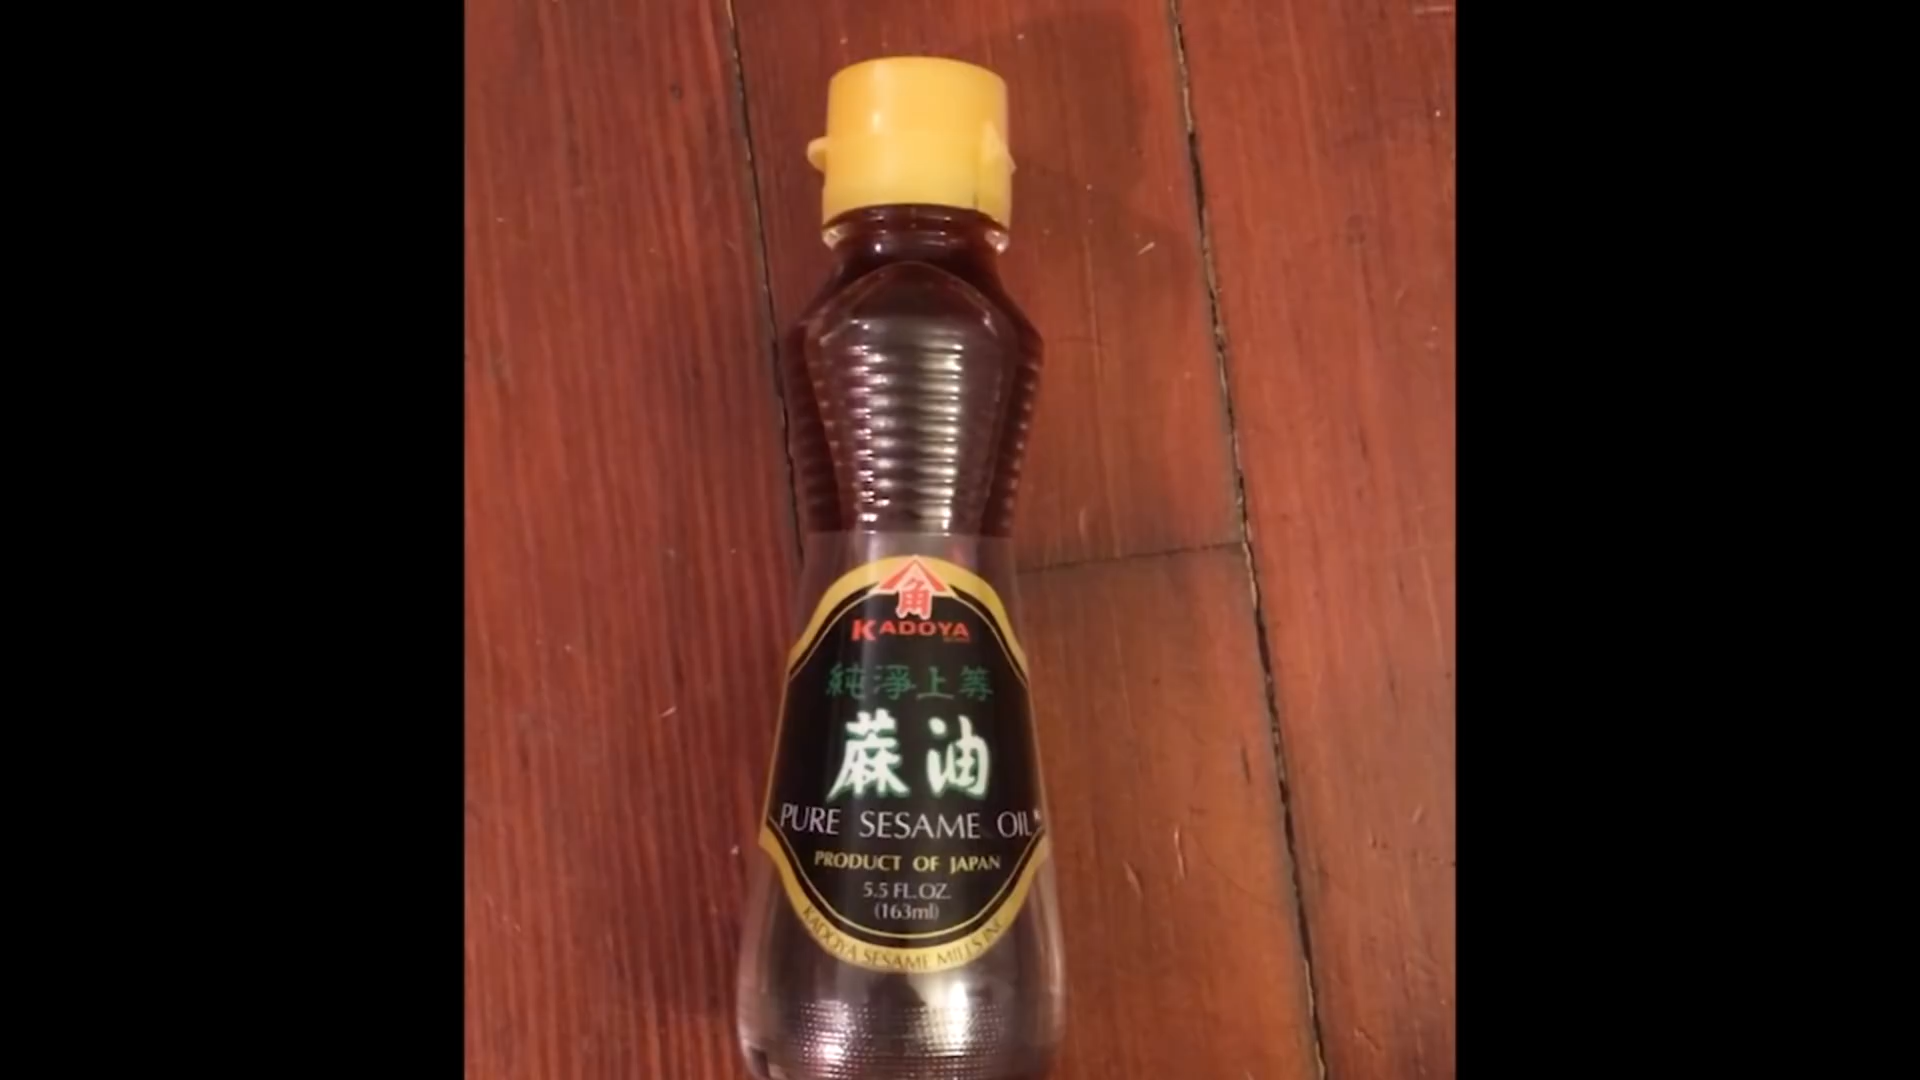 角
KADOYA
純淨上等
蔴油
PURE SESAME OIL
PRODUCT OF JAPAN
5.5 FL.OZ.
(163ml)
KADOYA SESAME MILLS INC